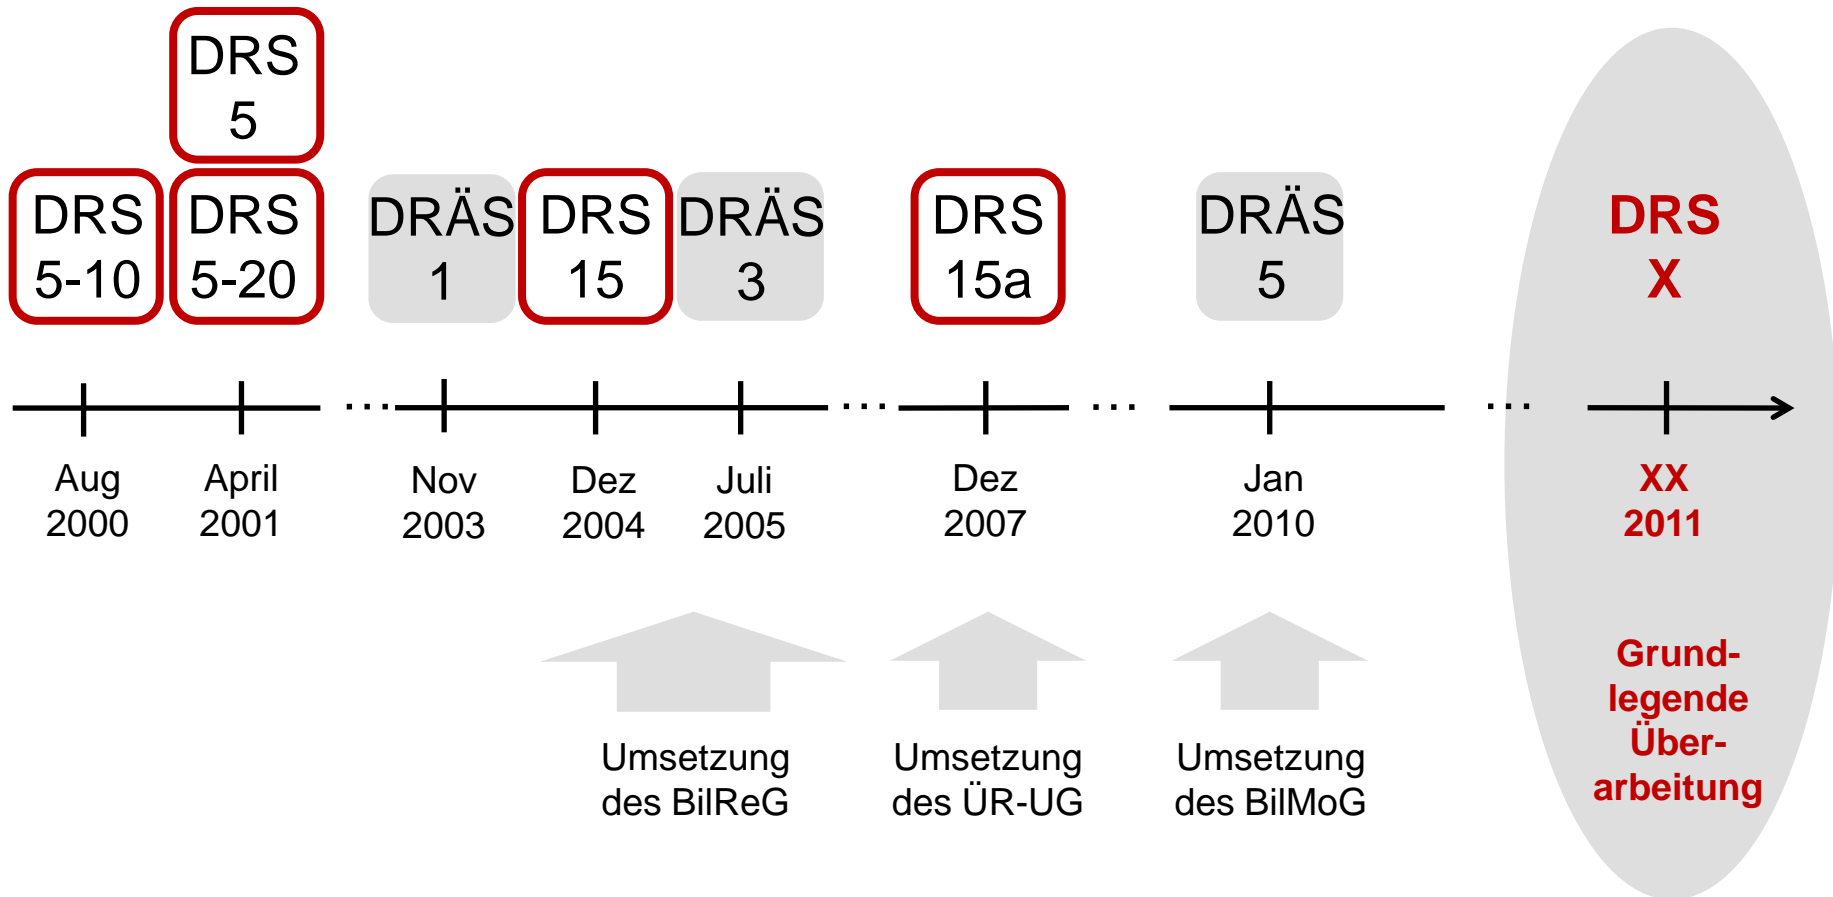 DRS
5
DRS
5-10
DRS
5-20
DRÄS
1
DRS
15
DRÄS
3
DRS
15a
DRÄS
5
DRS
X
...
...
...
...
Aug
2000
April
2001
Nov
2003
Dez
2004
Juli
2005
Dez
2007
Jan
2010
XX
2011
Umsetzung
des BilReG
Umsetzung
des ÜR-UG
Umsetzung
des BilMoG
Grund-
legende
Über-
arbeitung